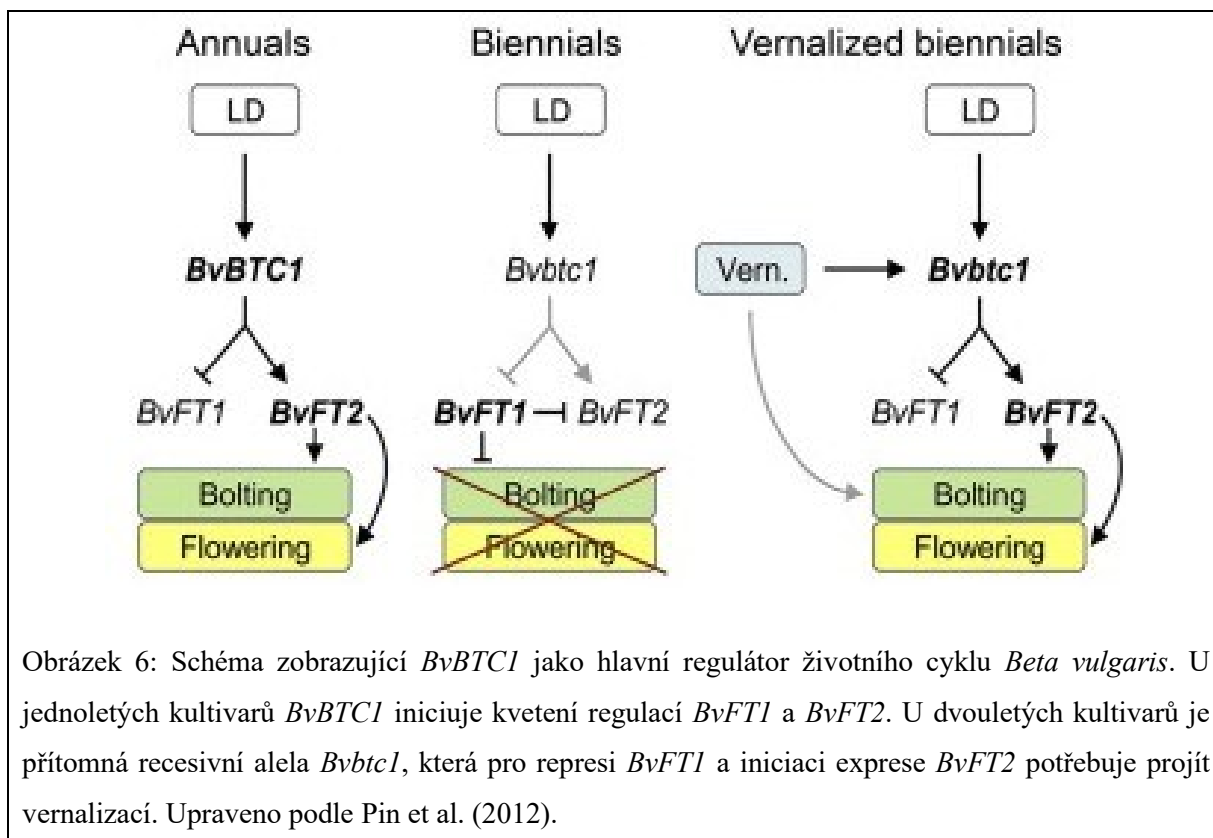 Annuals
Biennials
Vernalized biennials
LD
LD
LD
BvBTC1
Bvbtc1
Vern.
Bvbtc1
BvFT1
BvFT2
BvFT1
BvFT2
BvFT1
BvFT2
Bolting
Bolting
Bolting
Flowering
Flowering
Flowering
Obrázek 6: Schéma zobrazující BvBTC1 jako hlavní regulátor životního cyklu Beta vulgaris. U
jednoletých kultivarů BvBTC1 iniciuje kvetení regulací BvFT1 a BvFT2. U dvouletých kultivarů je
přítomná recesivní alela Bvbtc1, která pro represi BvFT1 a iniciaci exprese BvFT2 potřebuje projít
vernalizací. Upraveno podle Pin et al. (2012).